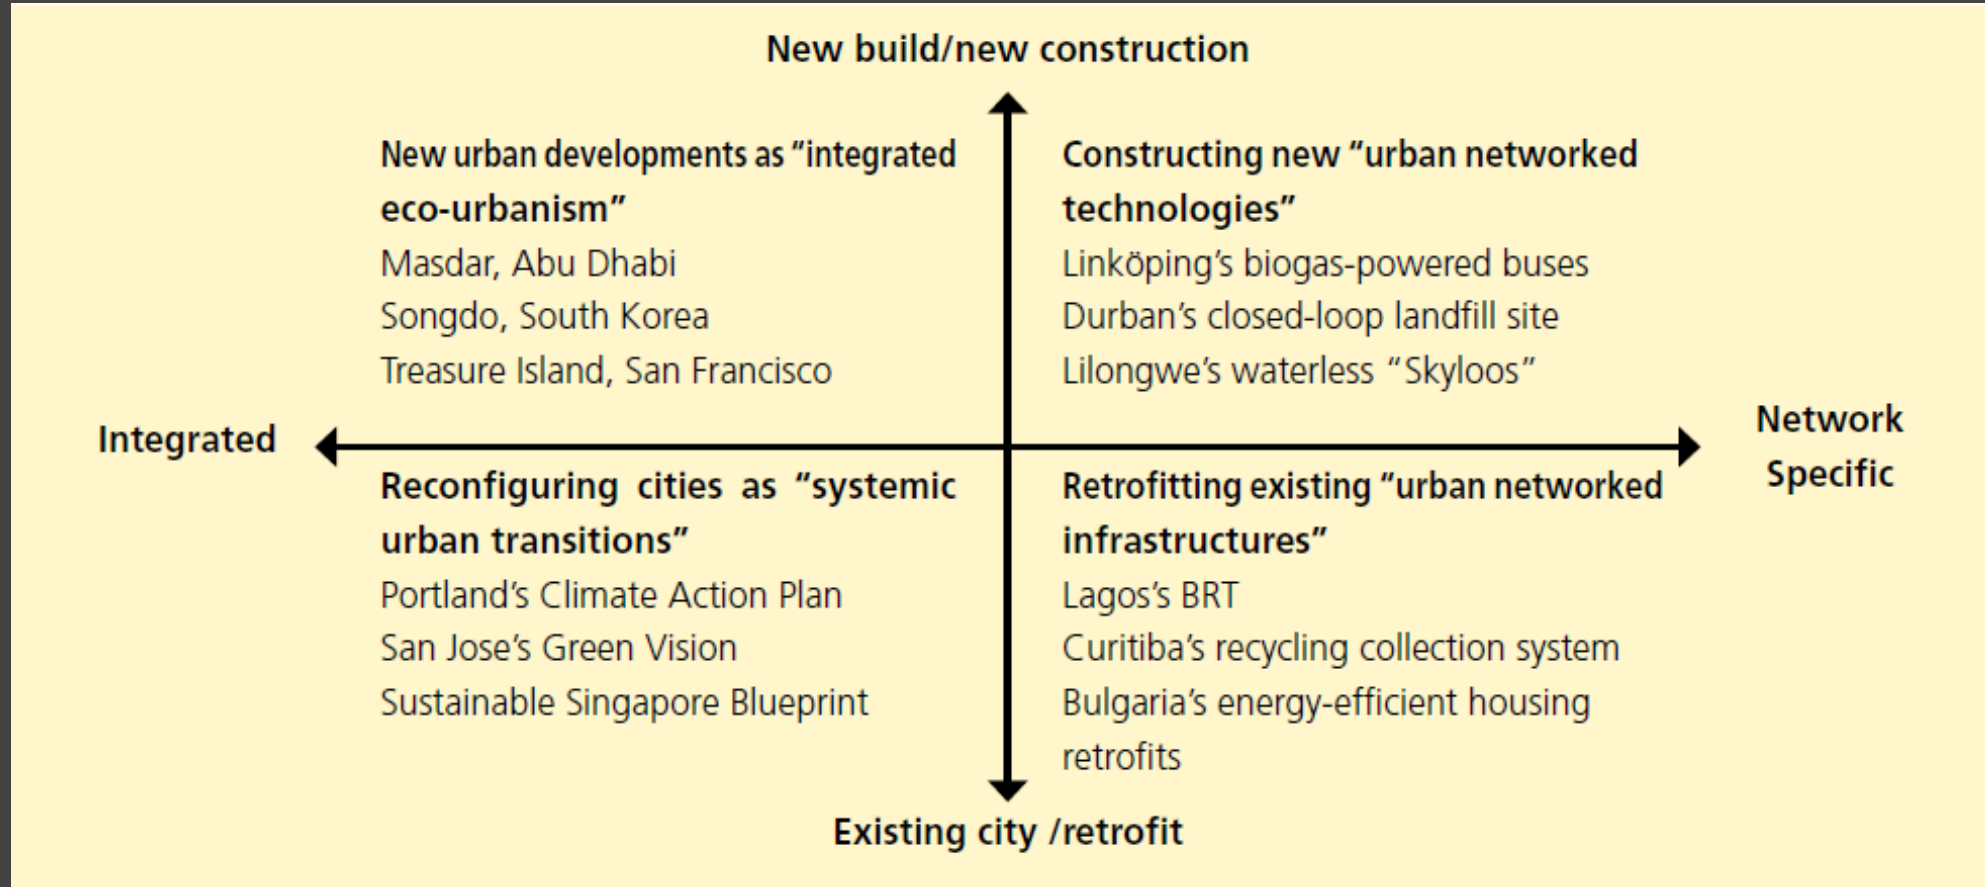 New build/new construction
New urban developments as “integrated
eco-urbanism”
Masdar, Abu Dhabi
Songdo, South Korea
Treasure Island, San Francisco
Constructing new “urban networked
technologies”
Linköping’s biogas-powered buses
Durban’s closed-loop landfill site
Lilongwe’s waterless “Skyloos”
Integrated
Network
Specific
Reconfiguring cities as “systemic
urban transitions”
Portland’s Climate Action Plan
San Jose’s Green Vision
Sustainable Singapore Blueprint
Retrofitting existing “urban networked
infrastructures”
Lagos’s BRT
Curitiba’s recycling collection system
Bulgaria’s energy-efficient housing
retrofits
Existing city /retrofit